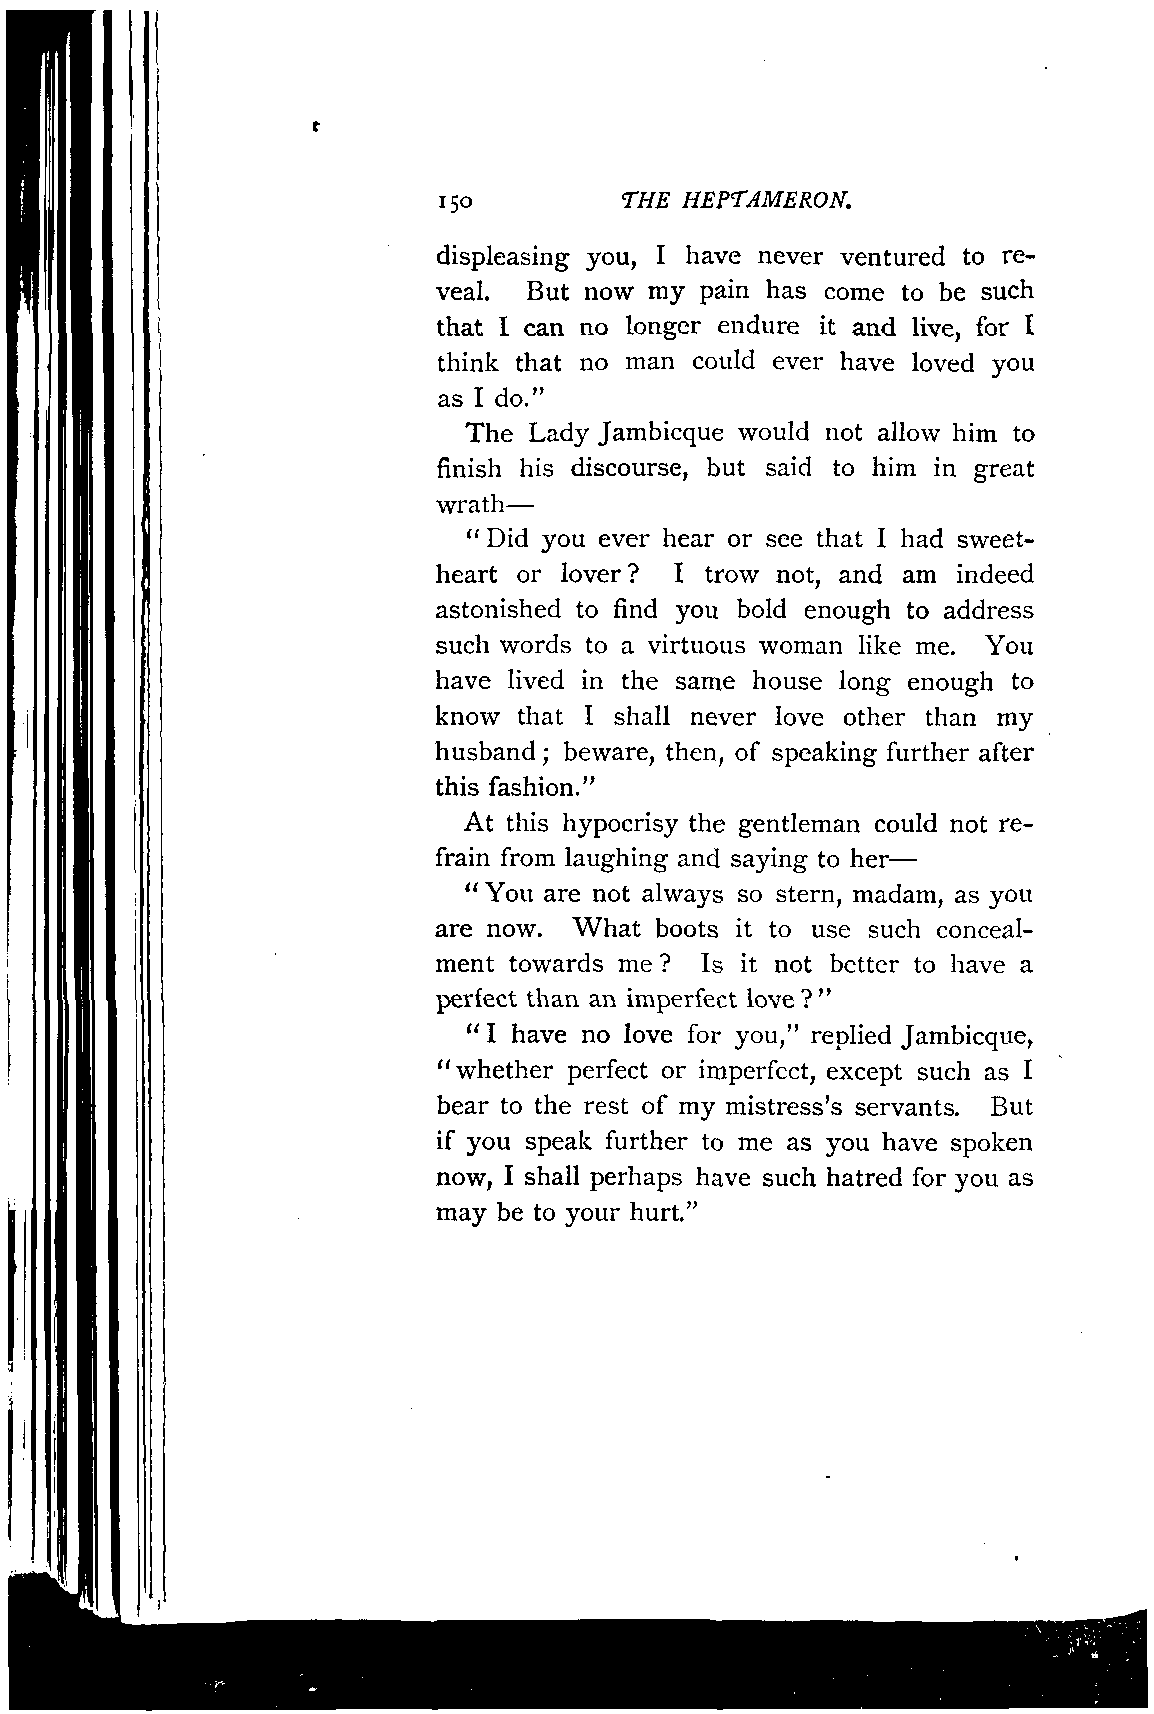 150 THE HEPTAMERON.
displeasing you, I have never ventured to re-
veal. But now my pain has come to be such
that I can no longer endure it and live, for I
think that no man could ever have loved you
as I do.”
The Lady Jambicque would not allow him to
finish his discourse, but said to him in great
wrath—
“Did you ever hear or see that I had sweet-
heart or lover? I trow not, and am indeed
astonished to find you bold enough to address
such words to a virtuous woman like me. You
have lived in the same house long enough to
know that I shall never love other than my
husband; beware, then, of speaking further after
this fashion.”
At this hypocrisy the gentleman could not re-
frain from laughing and saying to her—
“You are not always so stern, madam, as you
are now. What boots it to use such conceal-
ment towards me? Is it not better to have a
perfect than an imperfect love?”
“I have no love for you,” replied Jambicque,
“whether perfect or imperfect, except such as I
bear to the rest of my mistress’s servants. But
if you speak further to me as you have spoken
now, I shall perhaps have such hatred for you as
may be to your hurt.”